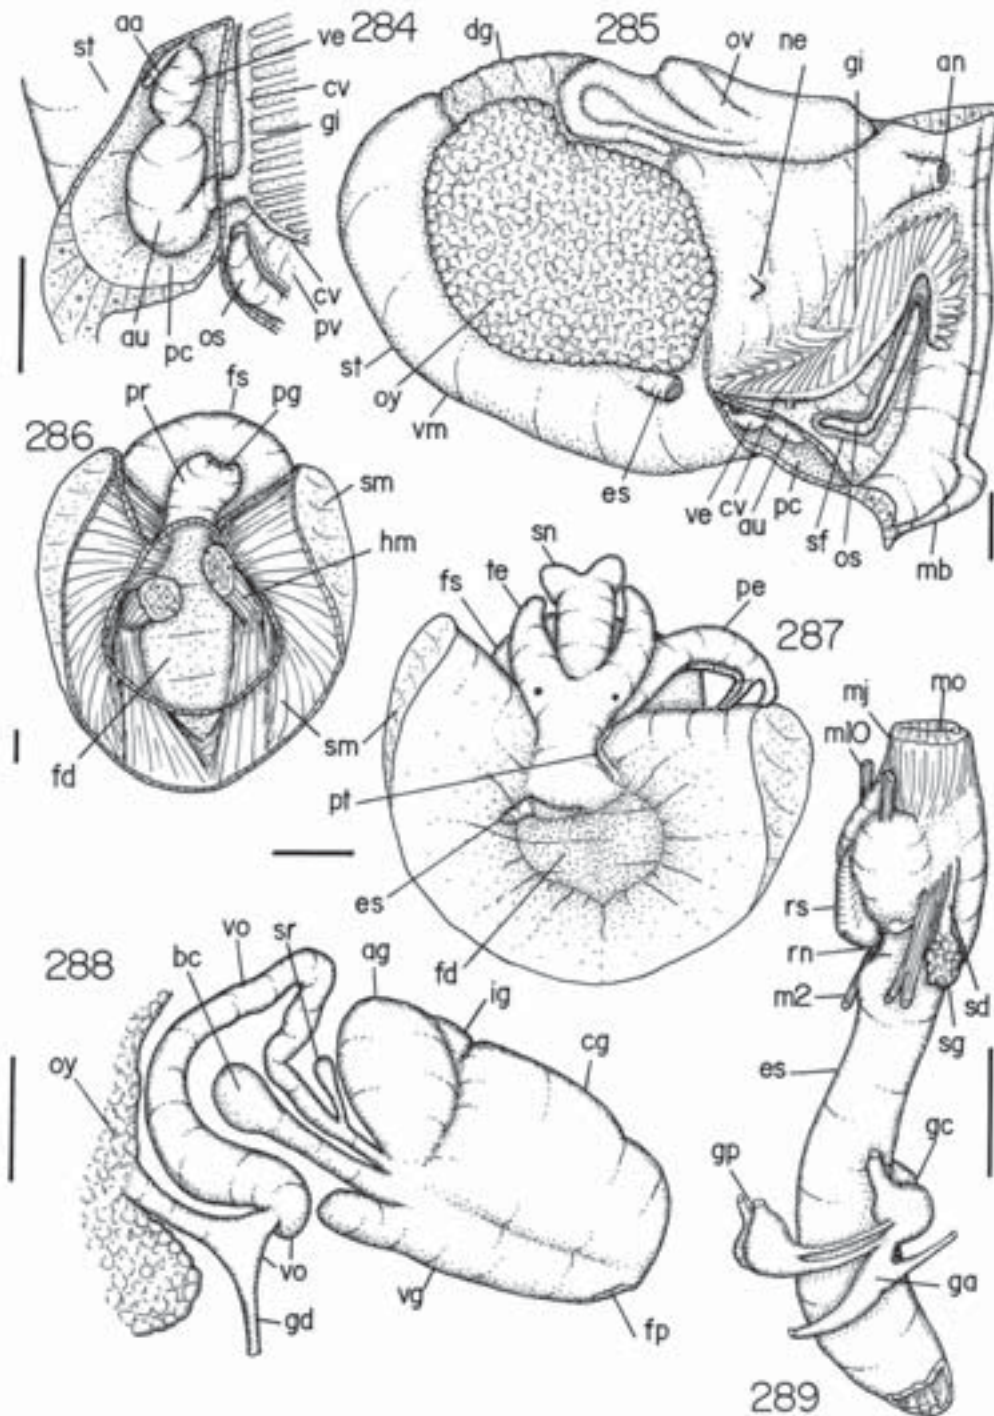 284
aa
ve
st
cv
gi
au
pc
os
cv
pv
285
dg
ov
ne
gi
an
st
oy
vm
es
ve
cv
au
pc
sf
os
mb
286
fs
pr
pg
sm
hm
sm
fd
287
sn
te
fs
pe
pt
es
fd
288
vo
sr
bc
ag
ig
cg
oy
vo
vg
gd
fp
mo
mj
m10
rs
rn
m2
sd
sg
es
gc
gp
ga
289